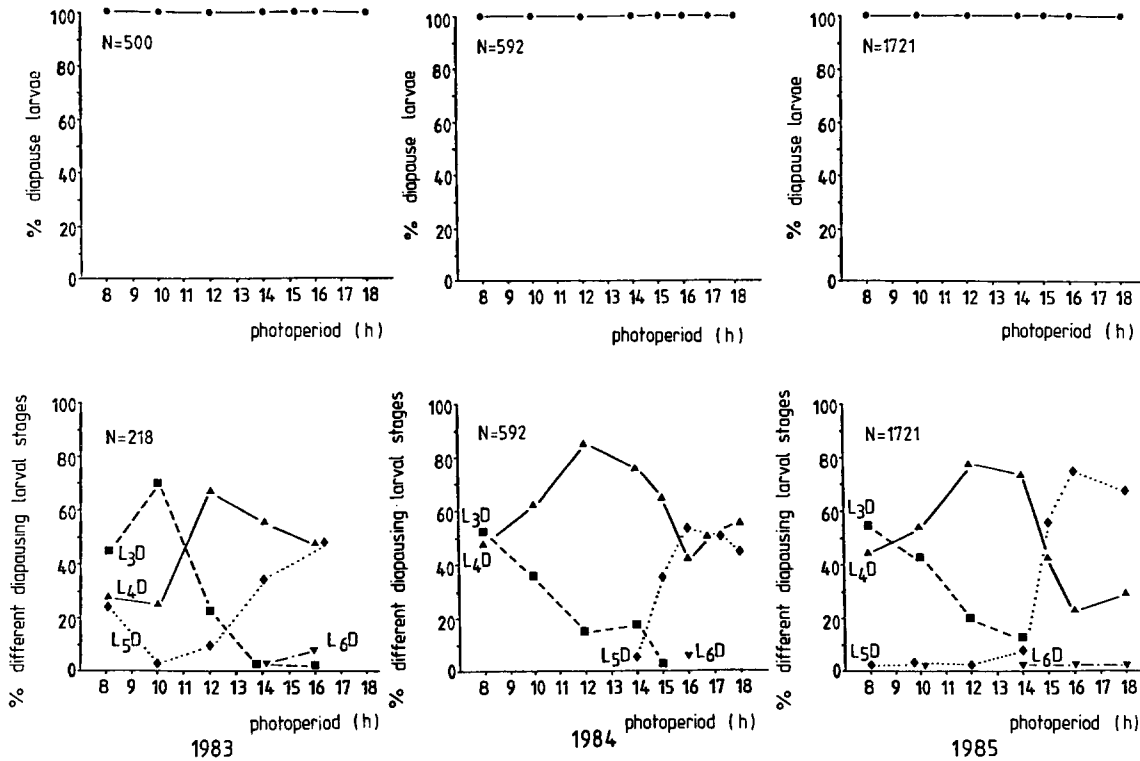 100
80
60
40
20
0
% diapause larvae
N=500
8 9 10 11 12 13 14 15 16 17 18
photoperiod (h)
100
80
60
40
20
0
% diapause larvae
N=592
8 9 10 11 12 13 14 15 16 17 18
photoperiod (h)
100
80
60
40
20
0
% diapause larvae
N=1721
8 9 10 11 12 13 14 15 16 17 18
photoperiod (h)
100
80
60
40
20
0
% different diapausing larval stages
N=218
L3D
L4D
L5D
L6D
8 9 10 11 12 13 14 15 16 17 18
photoperiod (h)
1983
100
80
60
40
20
0
% different diapausing larval stages
N=592
L3D
L4D
L5D
L6D
8 9 10 11 12 13 14 15 16 17 18
photoperiod (h)
1984
100
80
60
40
20
0
% different diapausing larval stages
N=1721
L3D
L4D
L5D
L6D
8 9 10 11 12 13 14 15 16 17 18
photoperiod (h)
1985